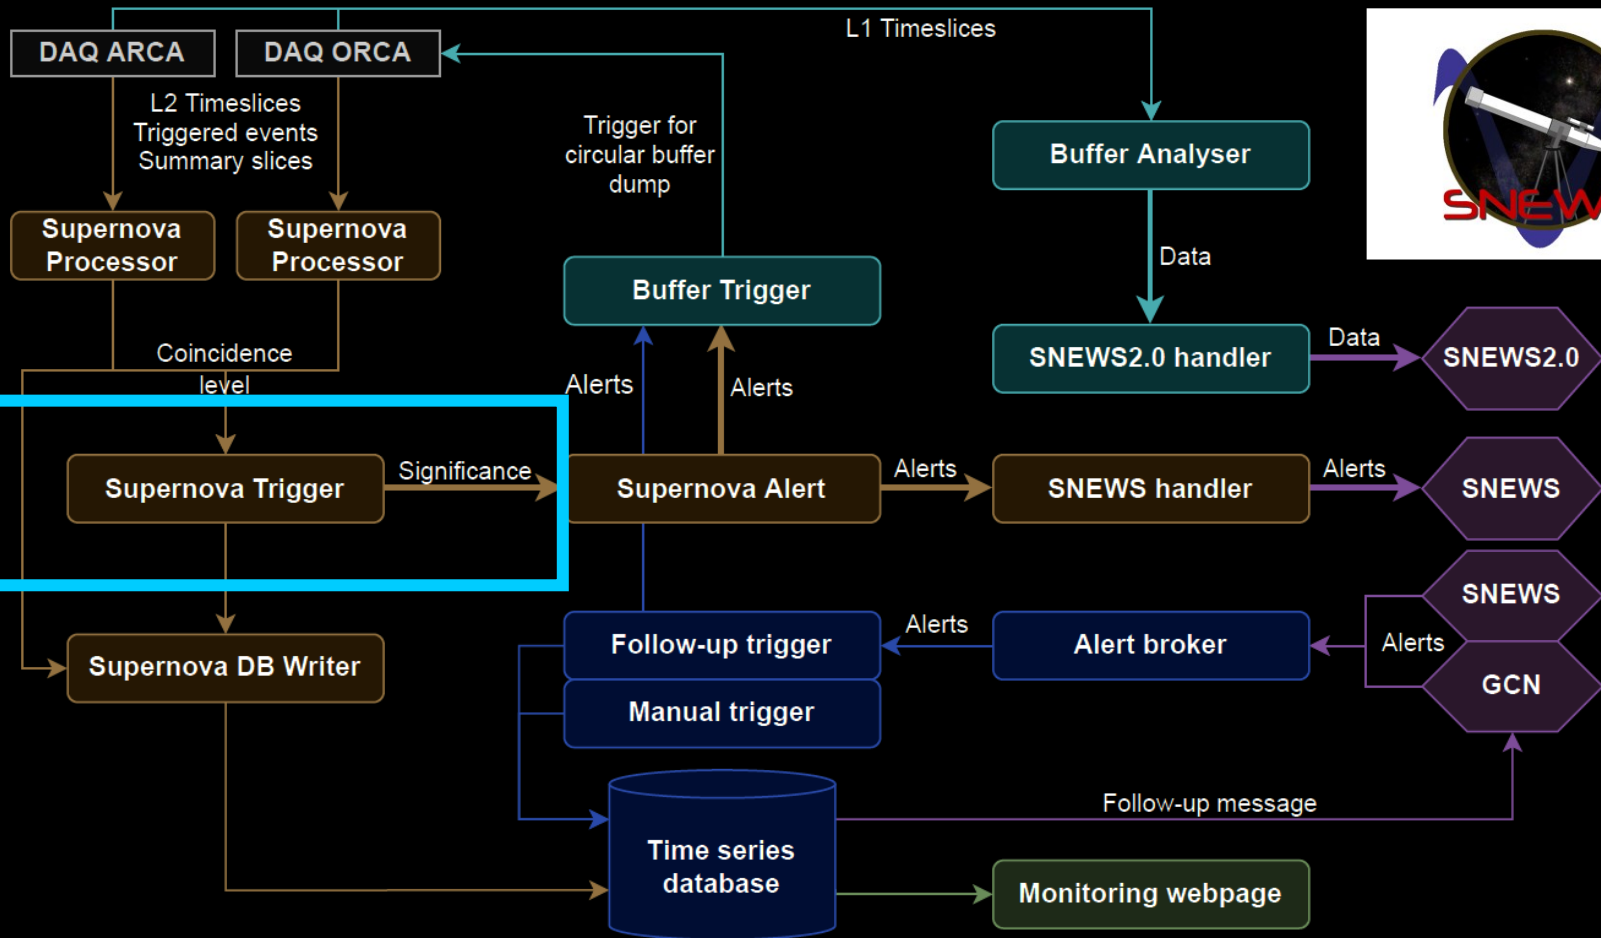 L1 Timeslices
DAQ ARCA
DAQ ORCA
L2 Timeslices
Triggered events
Summary slices
Trigger for
circular buffer
dump
Buffer Analyser
SNEW
Supernova
Processor
Supernova
Processor
Data
Buffer Trigger
Coincidence
level
Alerts
Alerts
SNEWS2.0 handler
Data
SNEWS2.0
Supernova Trigger
Significance
Supernova Alert
Alerts
SNEWS handler
Alerts
SNEWS
Supernova DB Writer
Follow-up trigger
Alerts
Alert broker
Alerts
SNEWS
GCN
Manual trigger
Follow-up message
Time series
database
Monitoring webpage